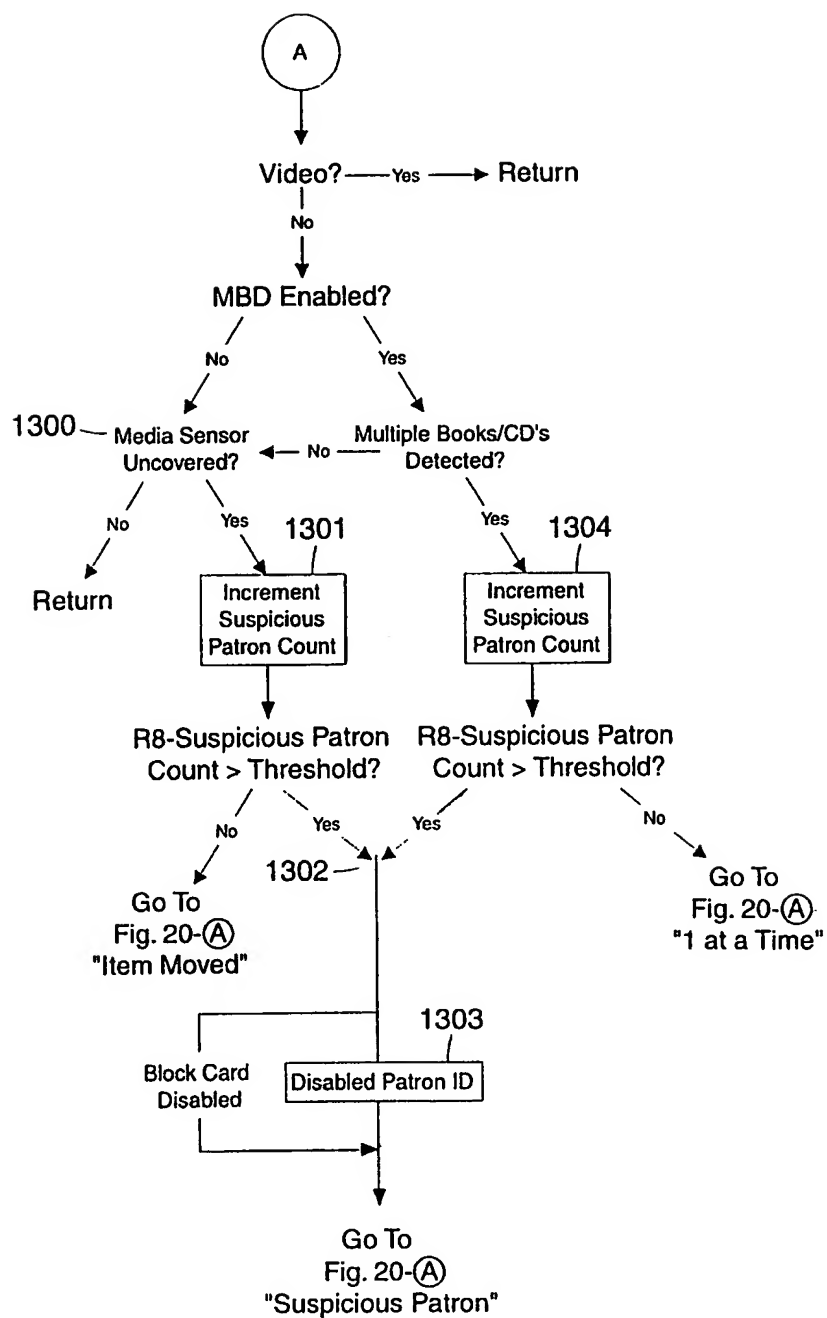 A
Video? Yes Return
No
MBD Enabled?
No Yes
1300 Media Sensor Uncovered?
No
Multiple Books/CD's Detected?
No Yes Yes
1301 1304
Return
Increment
Suspicious
Patron Count
Increment
Suspicious
Patron Count
R8-Suspicious Patron
Count > Threshold?
R8-Suspicious Patron
Count > Threshold?
No Yes Yes No
1302
Go To
Fig. 20-A
"Item Moved"
Go To
Fig. 20-A
"1 at a Time"
1303
Block Card
Disabled
Disabled Patron ID
Go To
Fig. 20-A
"Suspicious Patron"